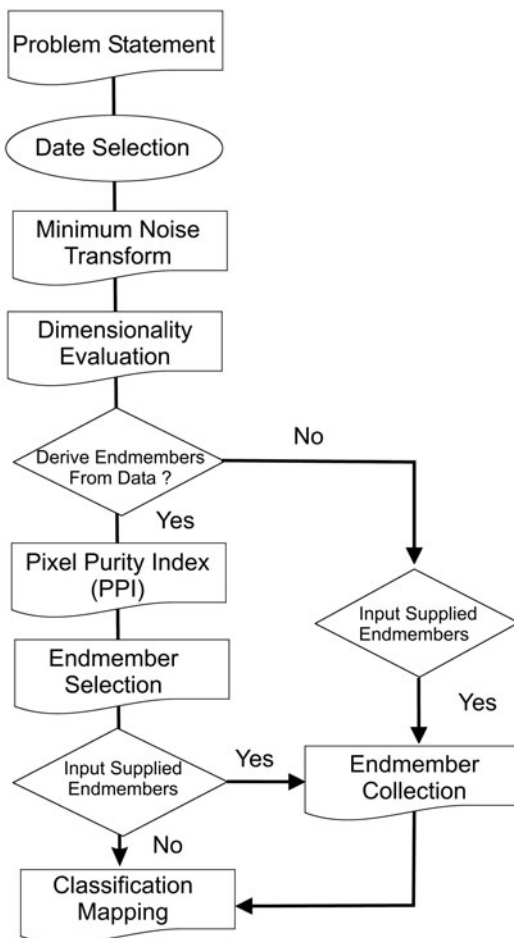 Problem Statement
Date Selection
Minimum Noise
Transform
Dimensionality
Evaluation
Derive Endmembers
From Data ?
No
Yes
Pixel Purity Index
(PPI)
Input Supplied
Endmembers
Endmember
Selection
Yes
Input Supplied
Endmembers
Yes
Endmember
Collection
No
Classification
Mapping